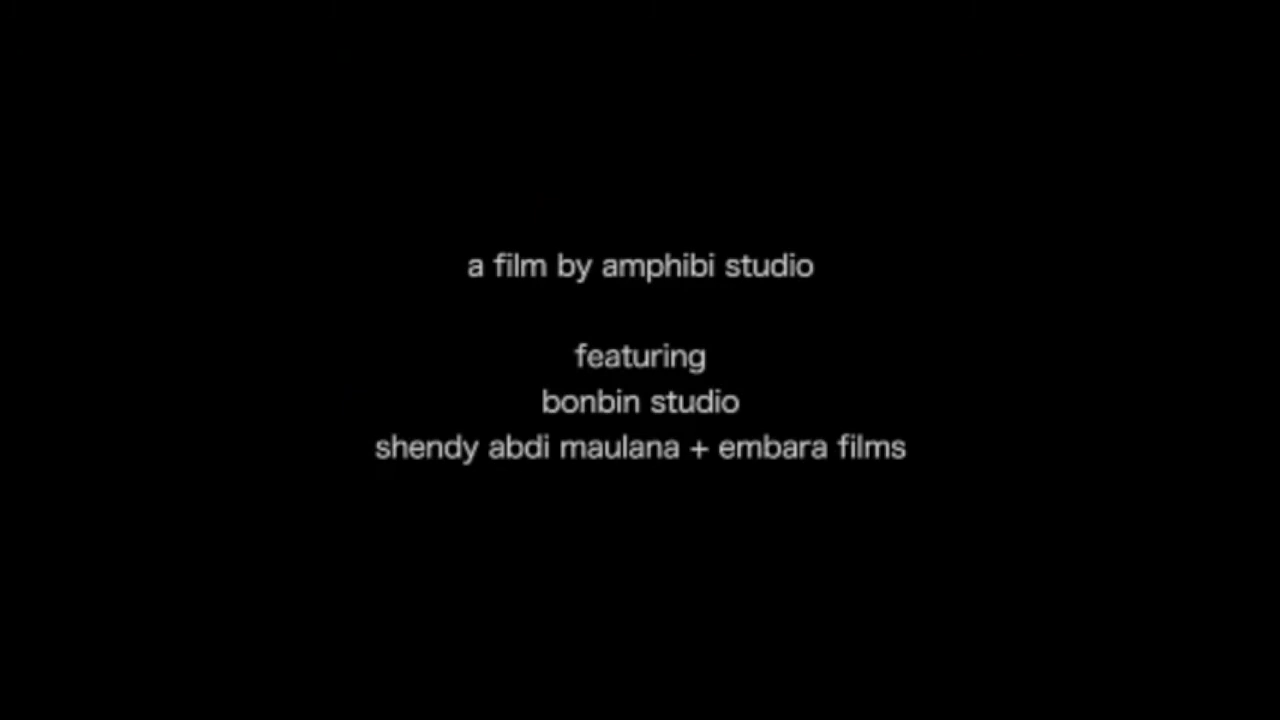 a film by amphibi studio
featuring
bonbin studio
shendy abdi maulana + embara films